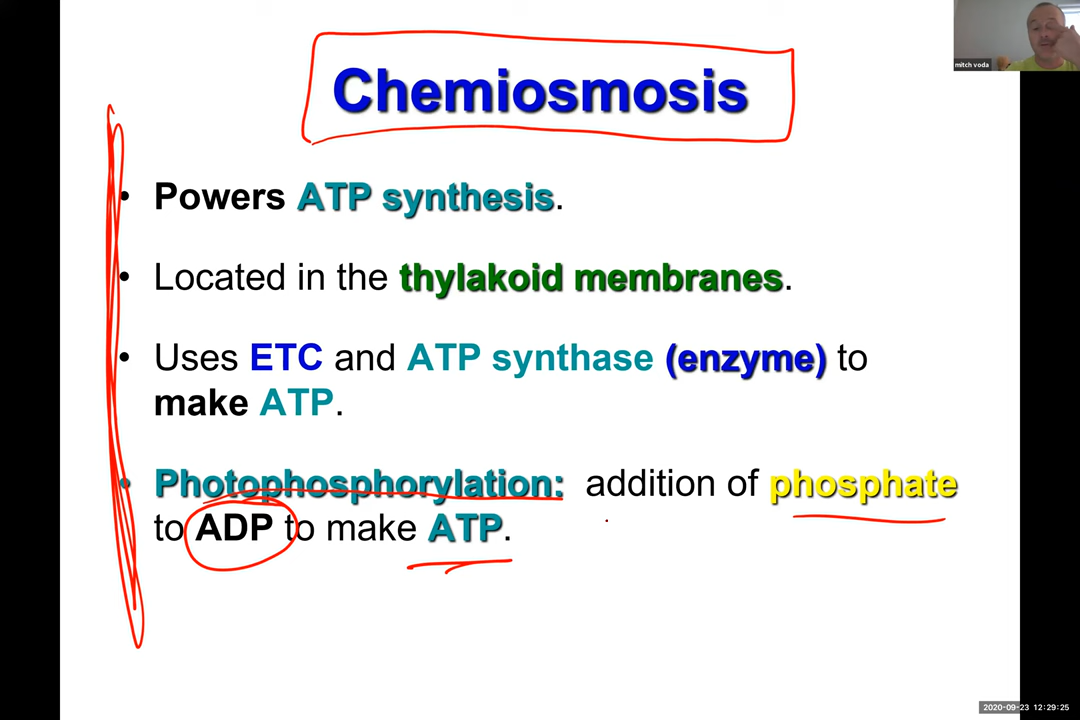 Chemiosmosis
mitch voda
• Powers ATP synthesis.
• Located in the thylakoid membranes.
• Uses ETC and ATP synthase (enzyme) to
make ATP.
• Photophosphorylation: addition of phosphate
to ADP to make ATP.
2020-09-23 12:29:25